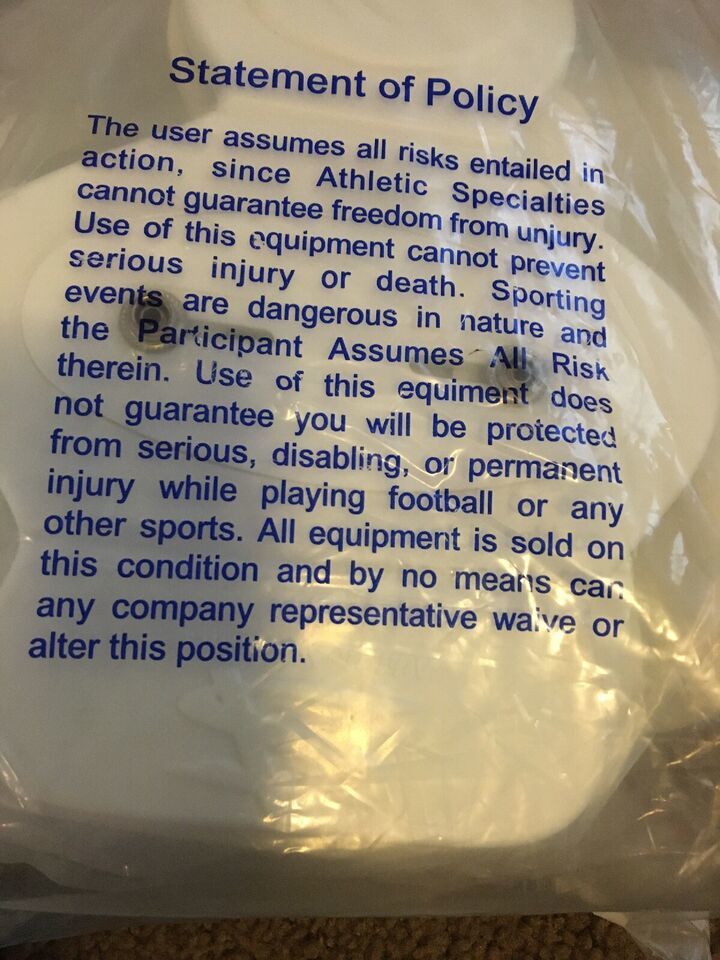 Statement of Policy
The user assumes all risks entailed in
action, since Athletic Specialties
cannot guarantee freedom from unjury.
Use of this equipment cannot prevent
serious injury or death. Sporting
events are dangerous in nature and
the Participant Assumes All Risk
therein. Use of this equiment does
not guarantee you will be protected
from serious, disabling, or permanent
injury while playing football or any
other sports. All equipment is sold on
this condition and by no means can
any company representative waive or
alter this position.